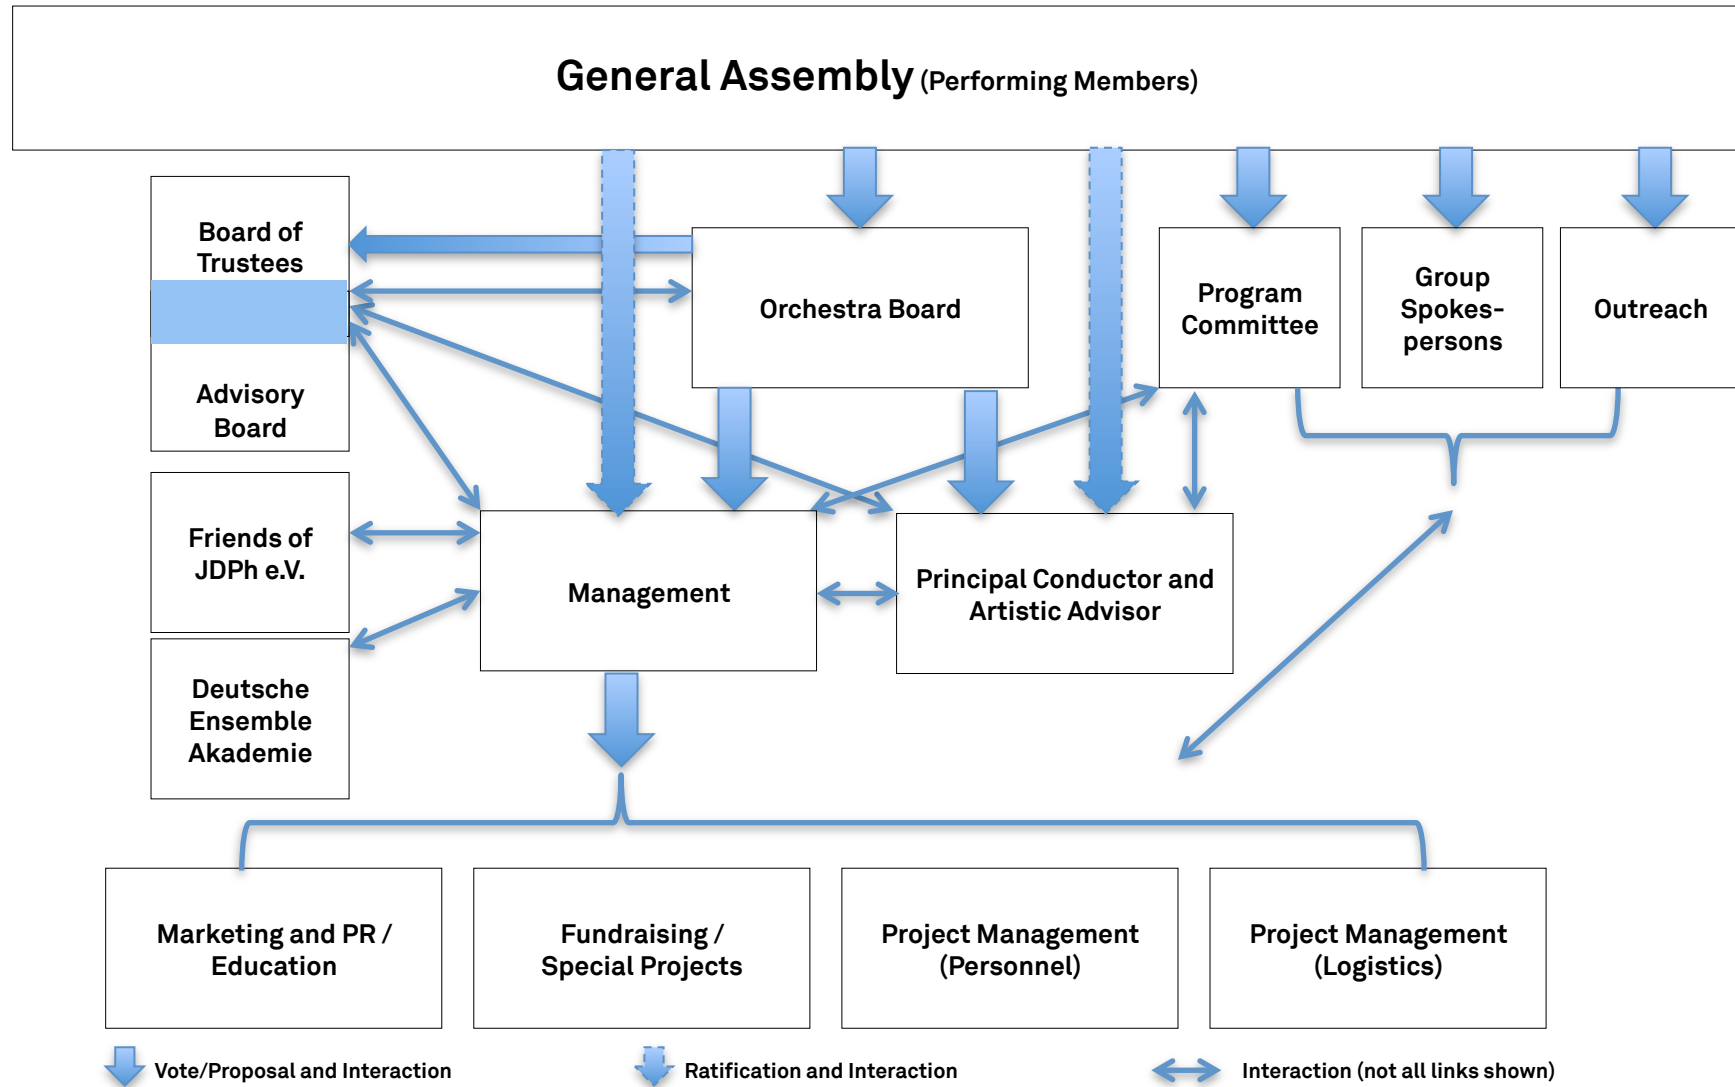 General Assembly (Performing Members)
Board of
Trustees
Advisory
Board
Orchestra Board
Program
Committee
Group
Spokes-
persons
Outreach
Friends of
JDPh e.V.
Management
Principal Conductor and
Artistic Advisor
Deutsche
Ensemble
Akademie
Marketing and PR /
Education
Fundraising /
Special Projects
Project Management
(Personnel)
Project Management
(Logistics)
Vote/Proposal and Interaction
Ratification and Interaction
Interaction (not all links shown)